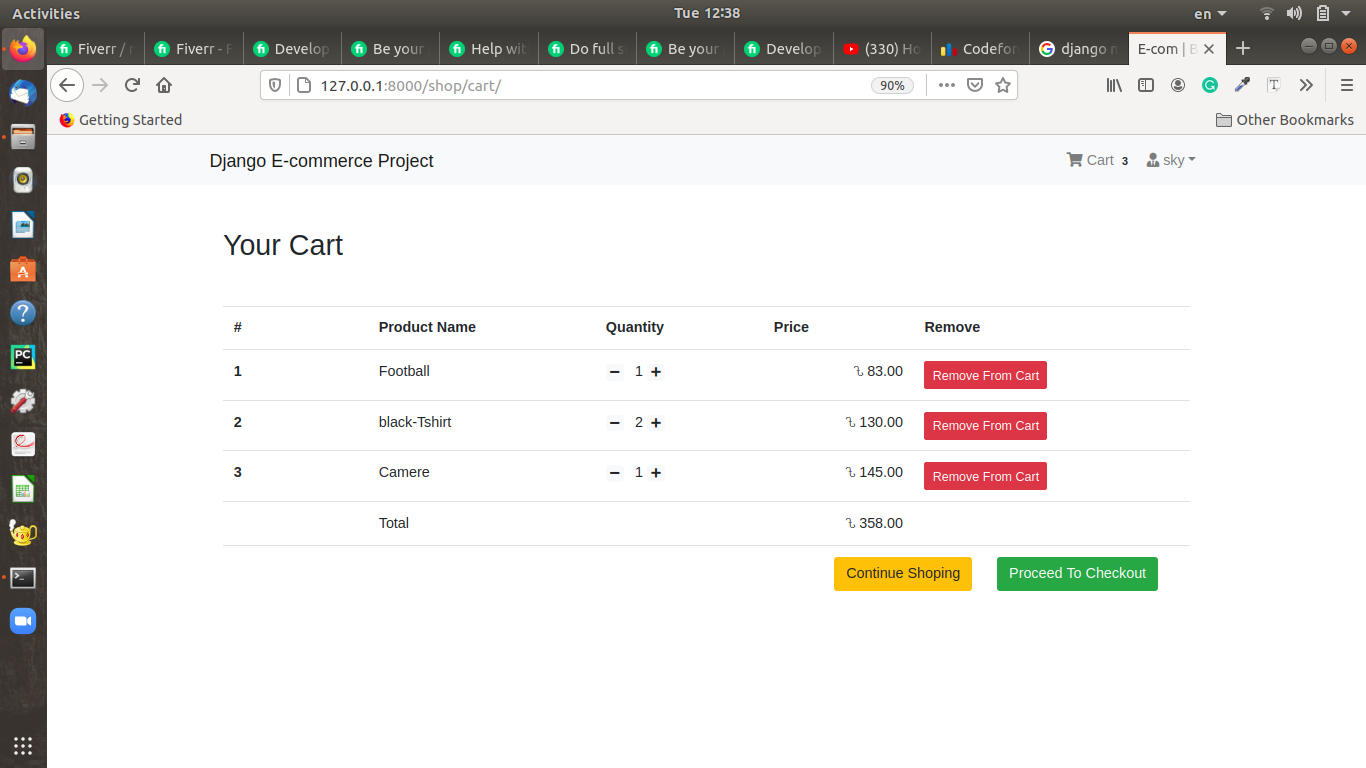 Activities
Tue 12:38
en
Fiverr /
Fiverr - F
Develop
Be your
Help wit
Do full s
Be your
Develop
(330) Ho
Codefor
django m
E-com | B
127.0.0.1:8000/shop/cart/
90%
Getting Started
Other Bookmarks
Django E-commerce Project
Cart 3
sky
Your Cart
# Product Name Quantity Price Remove
1 Football − 1 + ৳ 83.00 Remove From Cart
2 black-Tshirt − 2 + ৳ 130.00 Remove From Cart
3 Camere − 1 + ৳ 145.00 Remove From Cart
Total ৳ 358.00
Continue Shoping Proceed To Checkout